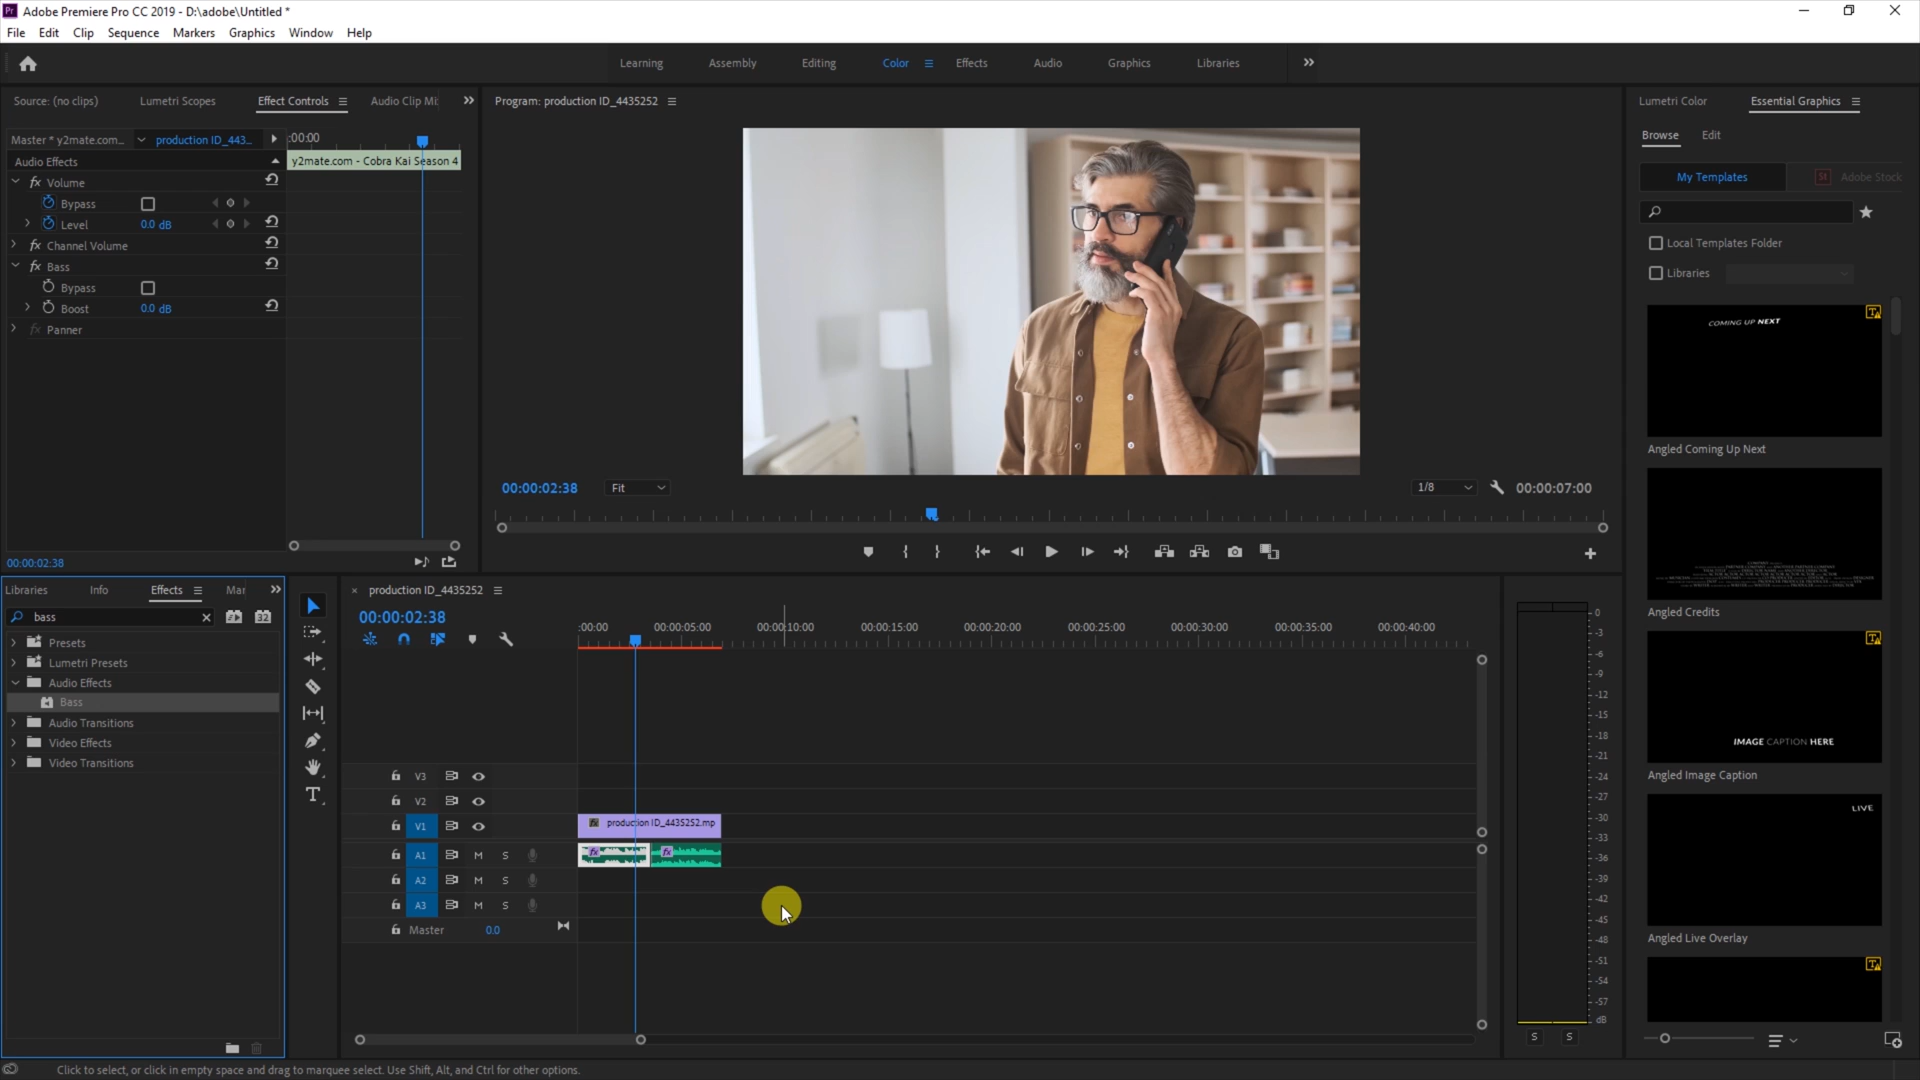 Adobe Premiere Pro CC 2019 - D:\adobe\Untitled *
File Edit Clip Sequence Markers Graphics Window Help
Learning Assembly Editing Color Effects Audio Graphics Libraries
Source: (no clips) Lumetri Scopes Effect Controls Audio Clip Mi
Master * y2mate.com... production ID_443...
:00:00
Audio Effects
y2mate.com - Cobra Kai Season 4
fx Volume
Bypass
Level 0.0 dB
fx Channel Volume
fx Bass
Bypass
Boost 0.0 dB
fx Panner
00:00:02:38
Program: production ID_4435252
00:00:02:38 Fit 1/8 00:00:07:00
Lumetri Color Essential Graphics
Browse Edit
My Templates St Adobe Stock
Local Templates Folder
Libraries
COMING UP NEXT
Angled Coming Up Next
Angled Credits
IMAGE CAPTION HERE
Angled Image Caption
LIVE
Angled Live Overlay
Libraries Info Effects Mar
bass 32
Presets
Lumetri Presets
Audio Effects
Bass
Audio Transitions
Video Effects
Video Transitions
production ID_4435252
00:00:02:38
:00:00 00:00:05:00 00:00:10:00 00:00:15:00 00:00:20:00 00:00:25:00 00:00:30:00 00:00:35:00 00:00:40:00
V3
V2
V1 fx production ID_4435252.mp
A1 M S fx fx
A2 M S
A3 M S
Master 0.0
0
-3
-6
-9
-12
-15
-18
-21
-24
-27
-30
-33
-36
-39
-42
-45
-48
-51
-54
-57
dB
S S
Click to select, or click in empty space and drag to marquee select. Use Shift, Alt, and Ctrl for other options.